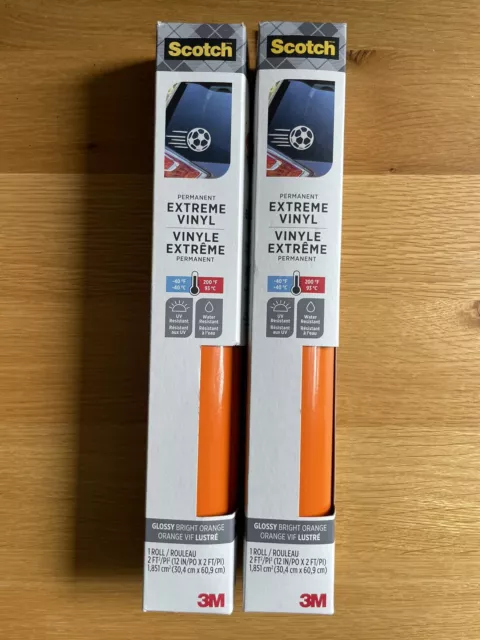 Scotch
PERMANENT
EXTREME
VINYL
VINYLE
EXTRÊME
PERMANENT
-40 °F
-40 °C
200 °F
93 °C
UV
Resistant
Résistant
aux UV
Water
Resistant
Résistant
à l'eau
GLOSSY BRIGHT ORANGE
ORANGE VIF LUSTRÉ
1 ROLL / ROULEAU
2 FT²/PI² (12 IN/PO X 2 FT/PI)
1,851 cm² (30,4 cm x 60,9 cm)
3M
Scotch
PERMANENT
EXTREME
VINYL
VINYLE
EXTRÊME
PERMANENT
-40 °F
-40 °C
200 °F
93 °C
UV
Resistant
Résistant
aux UV
Water
Resistant
Résistant
à l'eau
GLOSSY BRIGHT ORANGE
ORANGE VIF LUSTRÉ
1 ROLL / ROULEAU
2 FT²/PI² (12 IN/PO X 2 FT/PI)
1,851 cm² (30,4 cm x 60,9 cm)
3M